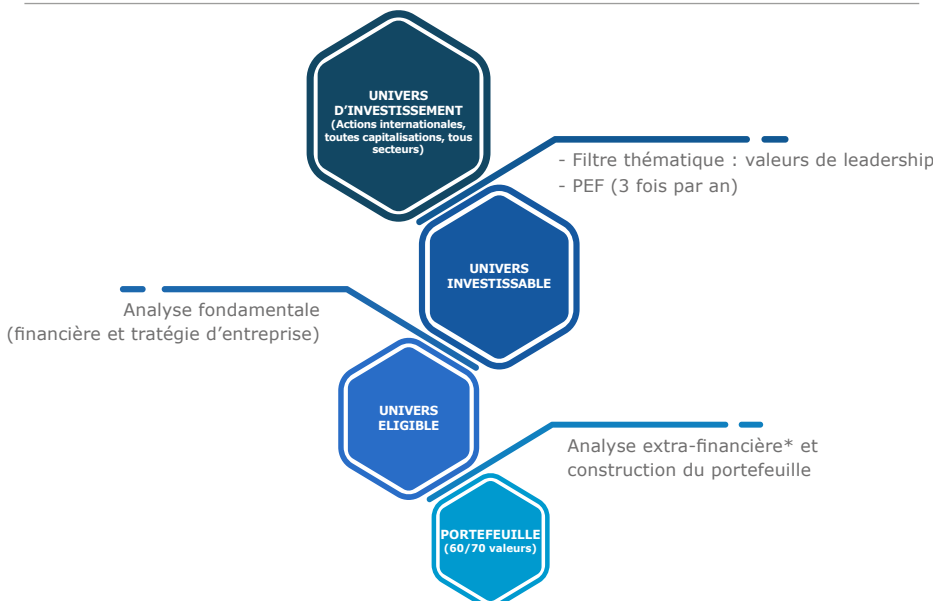 UNIVERS
D'INVESTISSEMENT
(Actions internationales,
toutes capitalisations, tous
secteurs)
- Filtre thématique : valeurs de leadership
- PEF (3 fois par an)
UNIVERS
INVESTISSABLE
Analyse fondamentale
(financière et tratégie d’entreprise)
UNIVERS
ELIGIBLE
Analyse extra-financière* et
construction du portefeuille
PORTEFEUILLE
(60/70 valeurs)